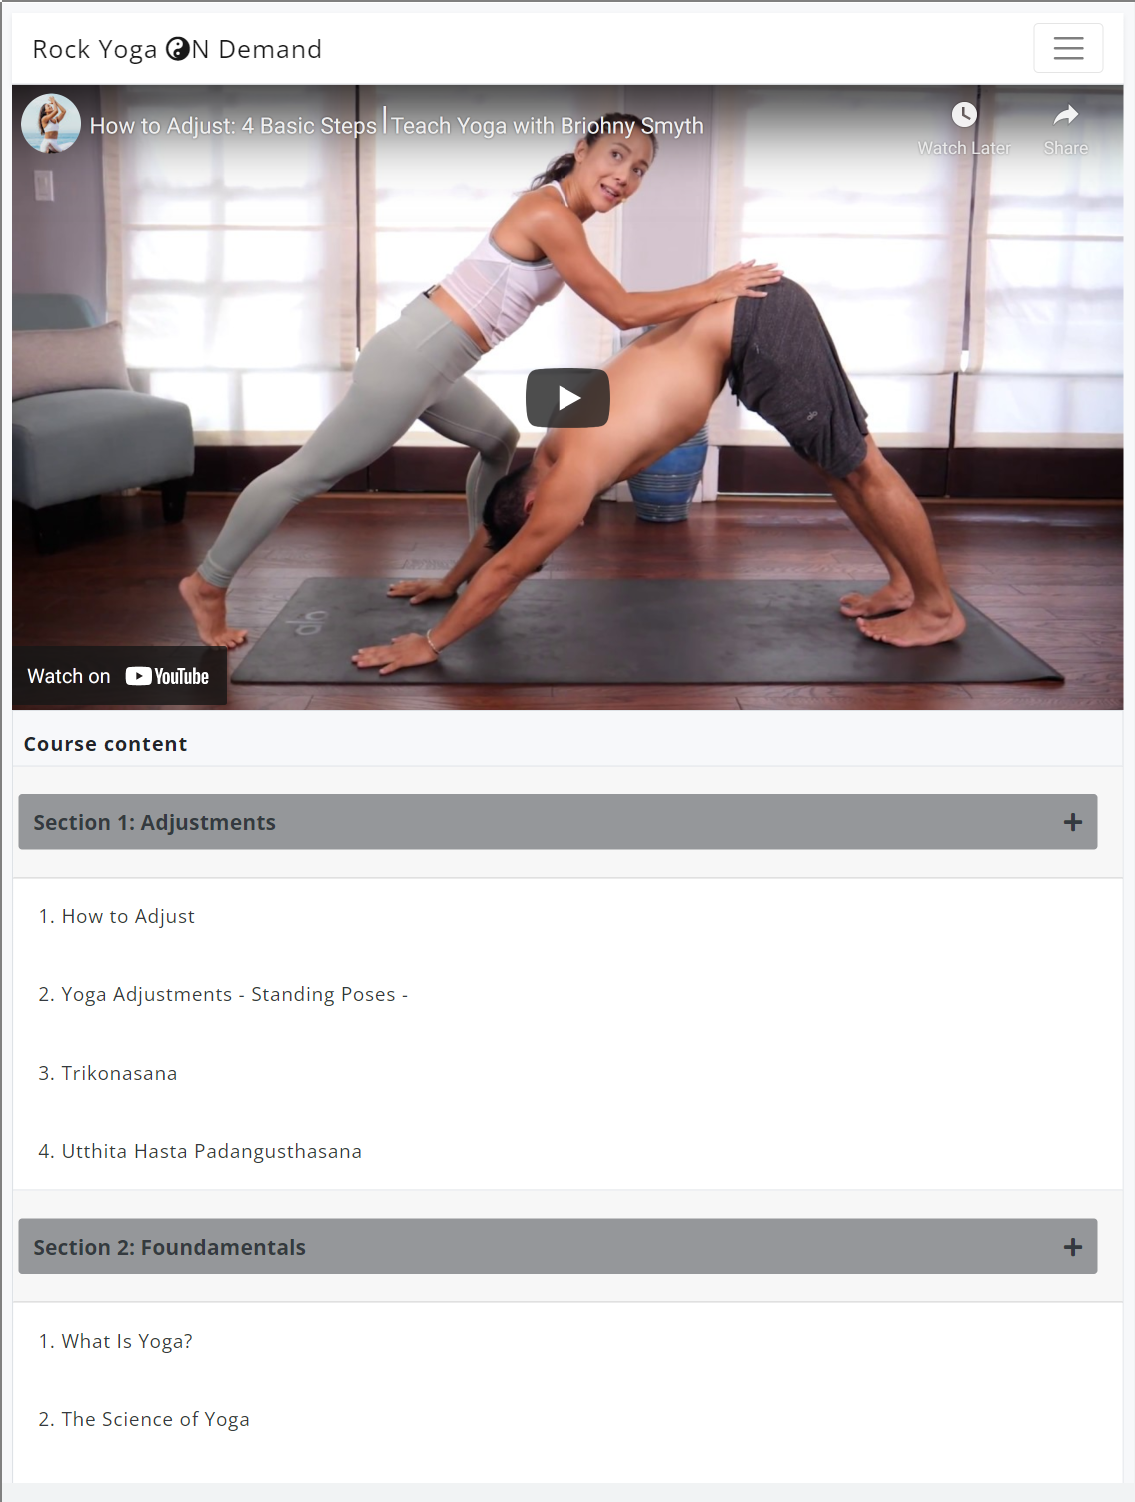 Rock Yoga ☯N Demand
How to Adjust: 4 Basic Steps | Teach Yoga with Briohny Smyth
Watch Later
Share
Watch on YouTube
Course content
Section 1: Adjustments
1. How to Adjust
2. Yoga Adjustments - Standing Poses -
3. Trikonasana
4. Utthita Hasta Padangusthasana
Section 2: Foundamentals
1. What Is Yoga?
2. The Science of Yoga